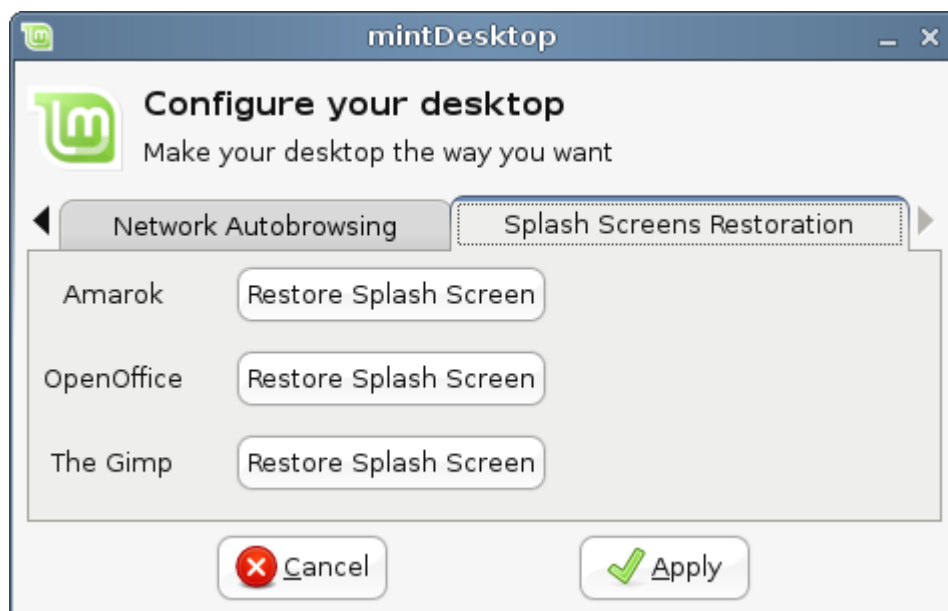 mintDesktop
Configure your desktop
Make your desktop the way you want
Network Autobrowsing Splash Screens Restoration
Amarok Restore Splash Screen
OpenOffice Restore Splash Screen
The Gimp Restore Splash Screen
Cancel Apply